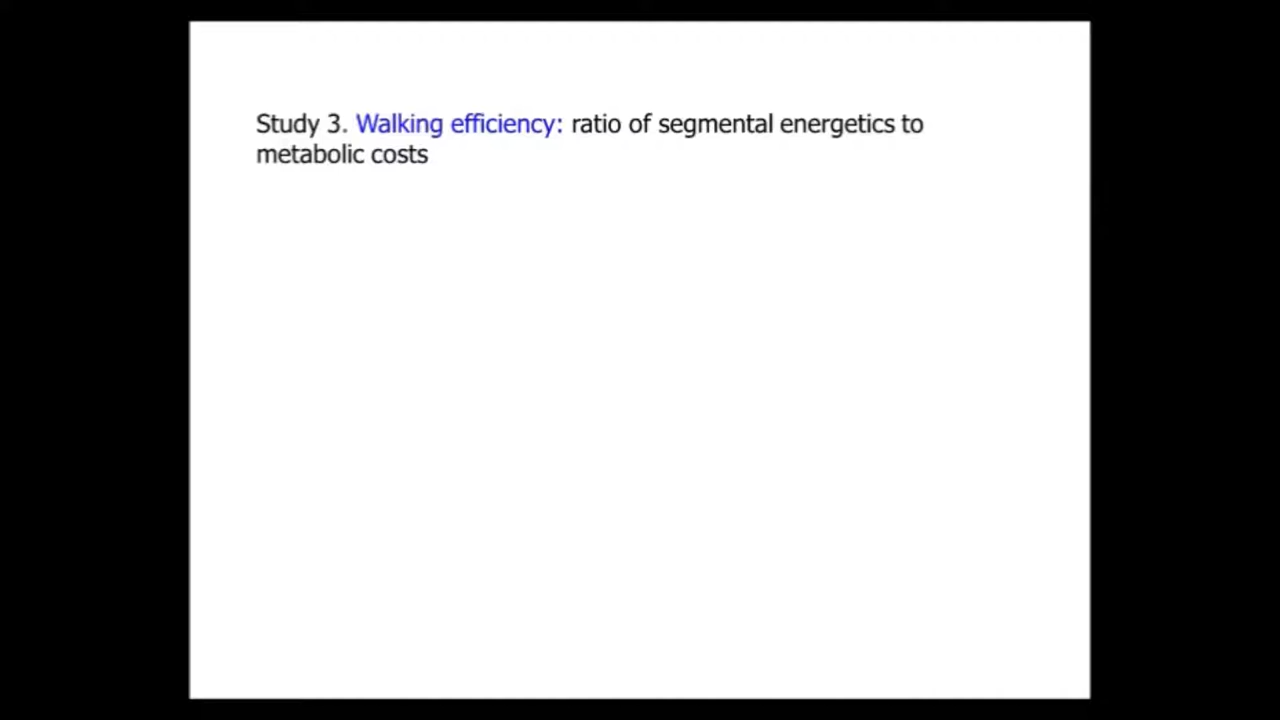 Study 3. Walking efficiency: ratio of segmental energetics to
metabolic costs